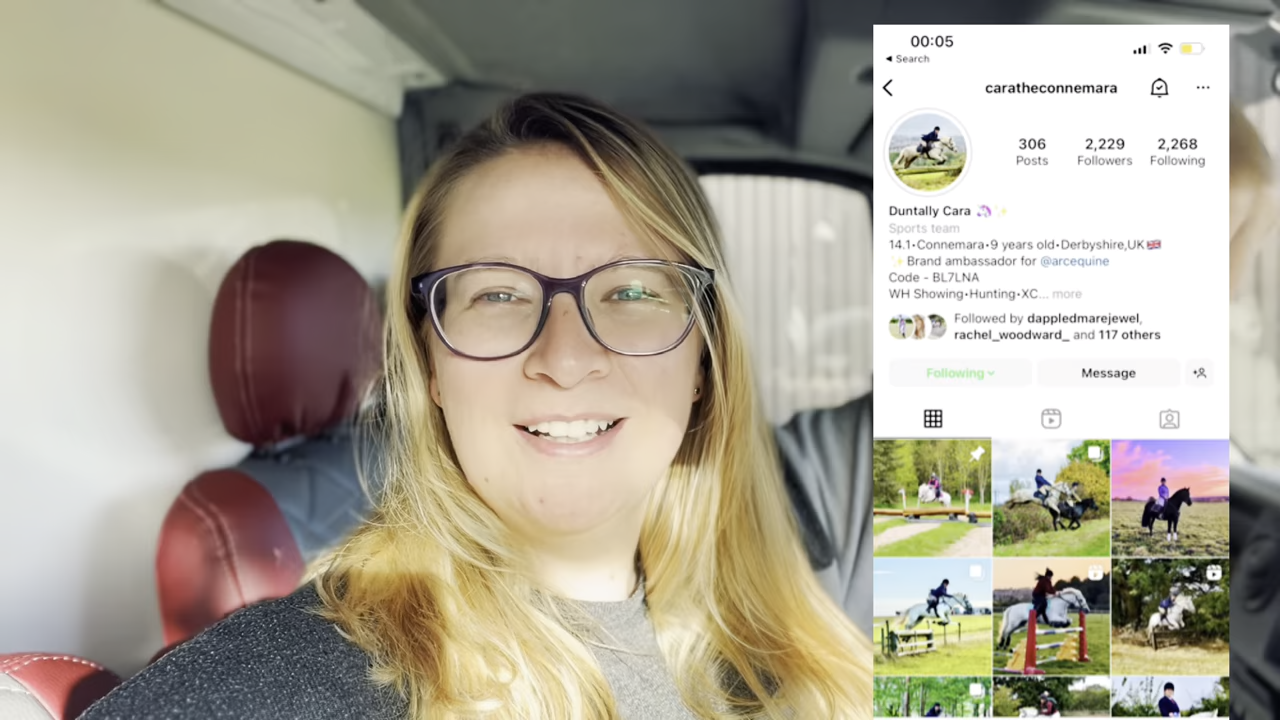 00:05
◀ Search
caratheconnemara
306
2,229
2,268
Posts
Followers
Following
Duntally Cara 🦄✨
Sports team
14.1•Connemara•9 years old•Derbyshire,UK🇬🇧
✨Brand ambassador for @arcequine
Code - BL7LNA
WH Showing•Hunting•XC... more
Followed by dappledmarejewel,
rachel_woodward_ and 117 others
Following
Message